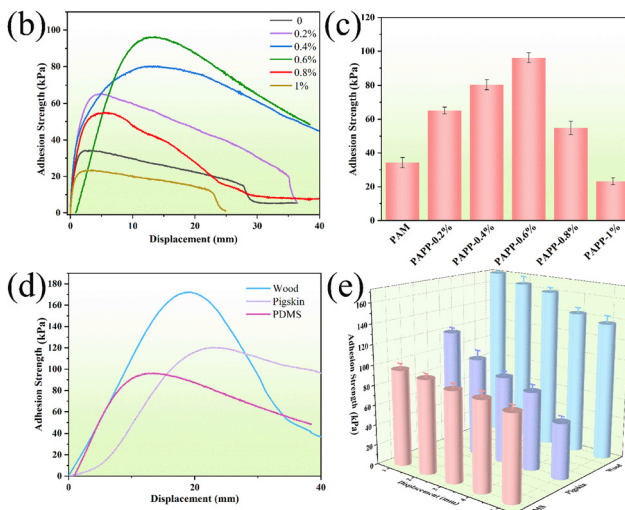 (b)
100
80
60
40
20
0
Adhesion Strength (kPa)
0
0.2%
0.4%
0.6%
0.8%
1%
0
10
20
30
40
Displacement (mm)
(c)
120
100
80
60
40
20
0
Adhesion Strength (kPa)
PAM
PAPP-0.2%
PAPP-0.4%
PAPP-0.6%
PAPP-0.8%
PAPP-1%
(d)
180
160
140
120
100
80
60
40
20
0
Adhesion Strength (kPa)
Wood
Pigskin
PDMS
0
10
20
30
40
Displacement (mm)
(e)
160
140
120
100
80
60
40
20
0
Adhesion Strength (kPa)
Displacement (mm)
Pigskin
Wood